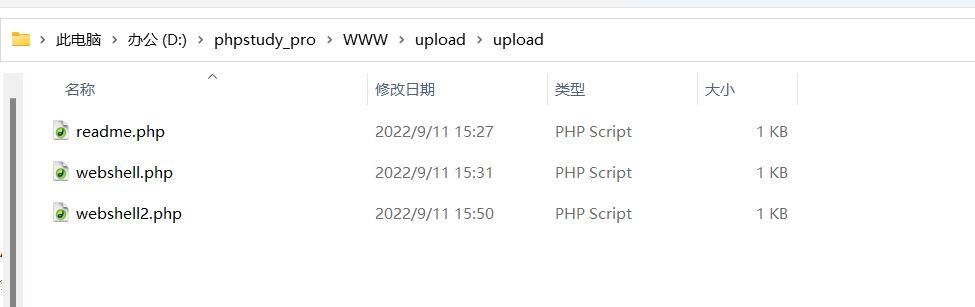 此电脑 > 办公 (D:) > phpstudy_pro > WWW > upload > upload
名称 修改日期 类型 大小
readme.php 2022/9/11 15:27 PHP Script 1 KB
webshell.php 2022/9/11 15:31 PHP Script 1 KB
webshell2.php 2022/9/11 15:50 PHP Script 1 KB